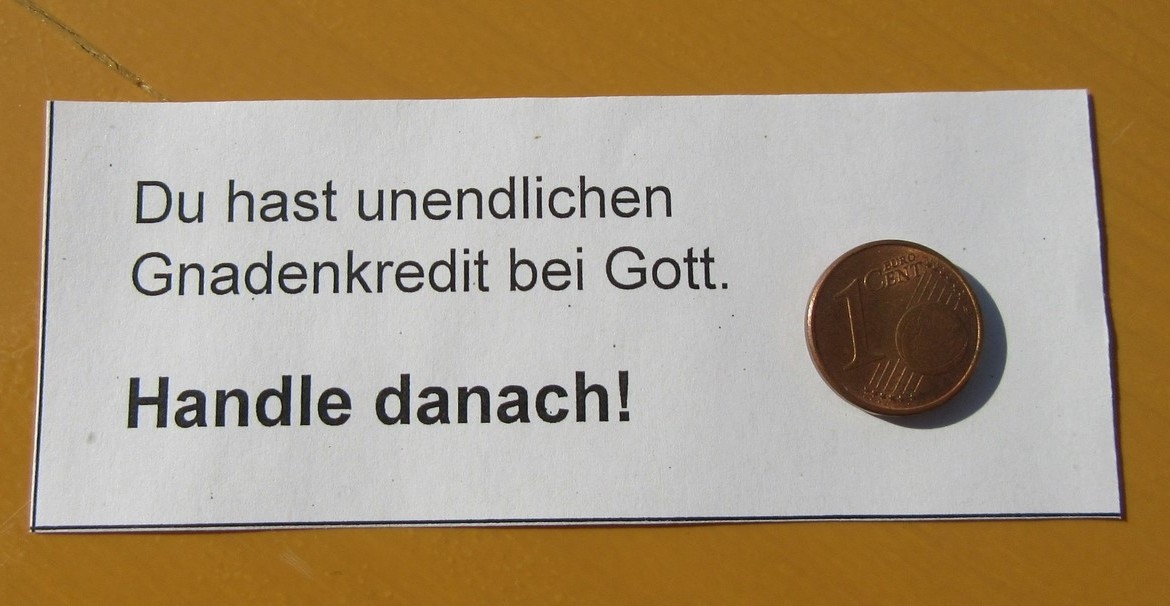 Du hast unendlichen
Gnadenkredit bei Gott.
Handle danach!
1 EURO
CENT